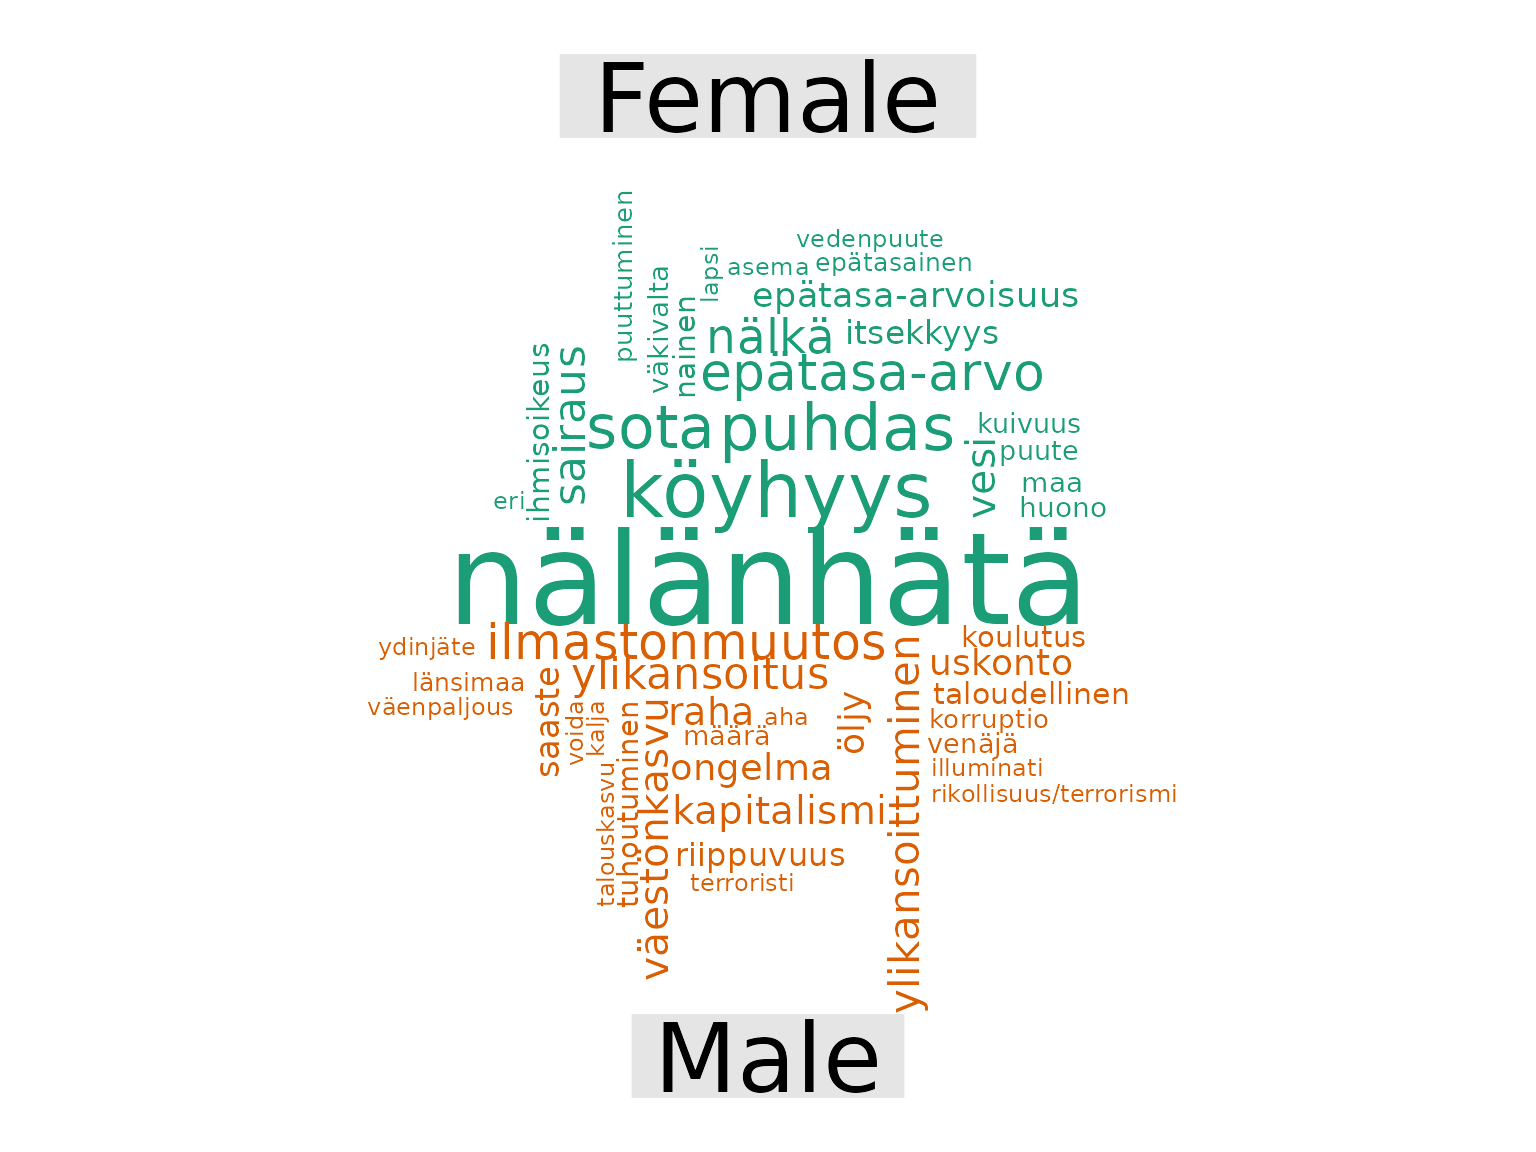 Female
puuttuminen
väkivalta
nainen
lapsi
vedenpuute
asema
epätasainen
epätasa-arvoisuus
nälkä
itsekkyys
epätasa-arvo
ihmisoikeus
sairaus
sota
puhdas
kuivuus
vesi
puute
köyhyys
maa
eri
huono
nälänhätä
ydinjäte
ilmastonmuutos
koulutus
uskonto
länsimaa
saaste
ylikansoitus
ylikansoittuminen
taloudellinen
väenpaljous
voida
kalja
tuhoutuminen
väestönkasvu
raha
aha
öljy
korruptio
määrä
venäjä
ongelma
illuminati
talouskasvu
rikollisuus/terrorismi
kapitalismi
riippuvuus
terroristi
Male